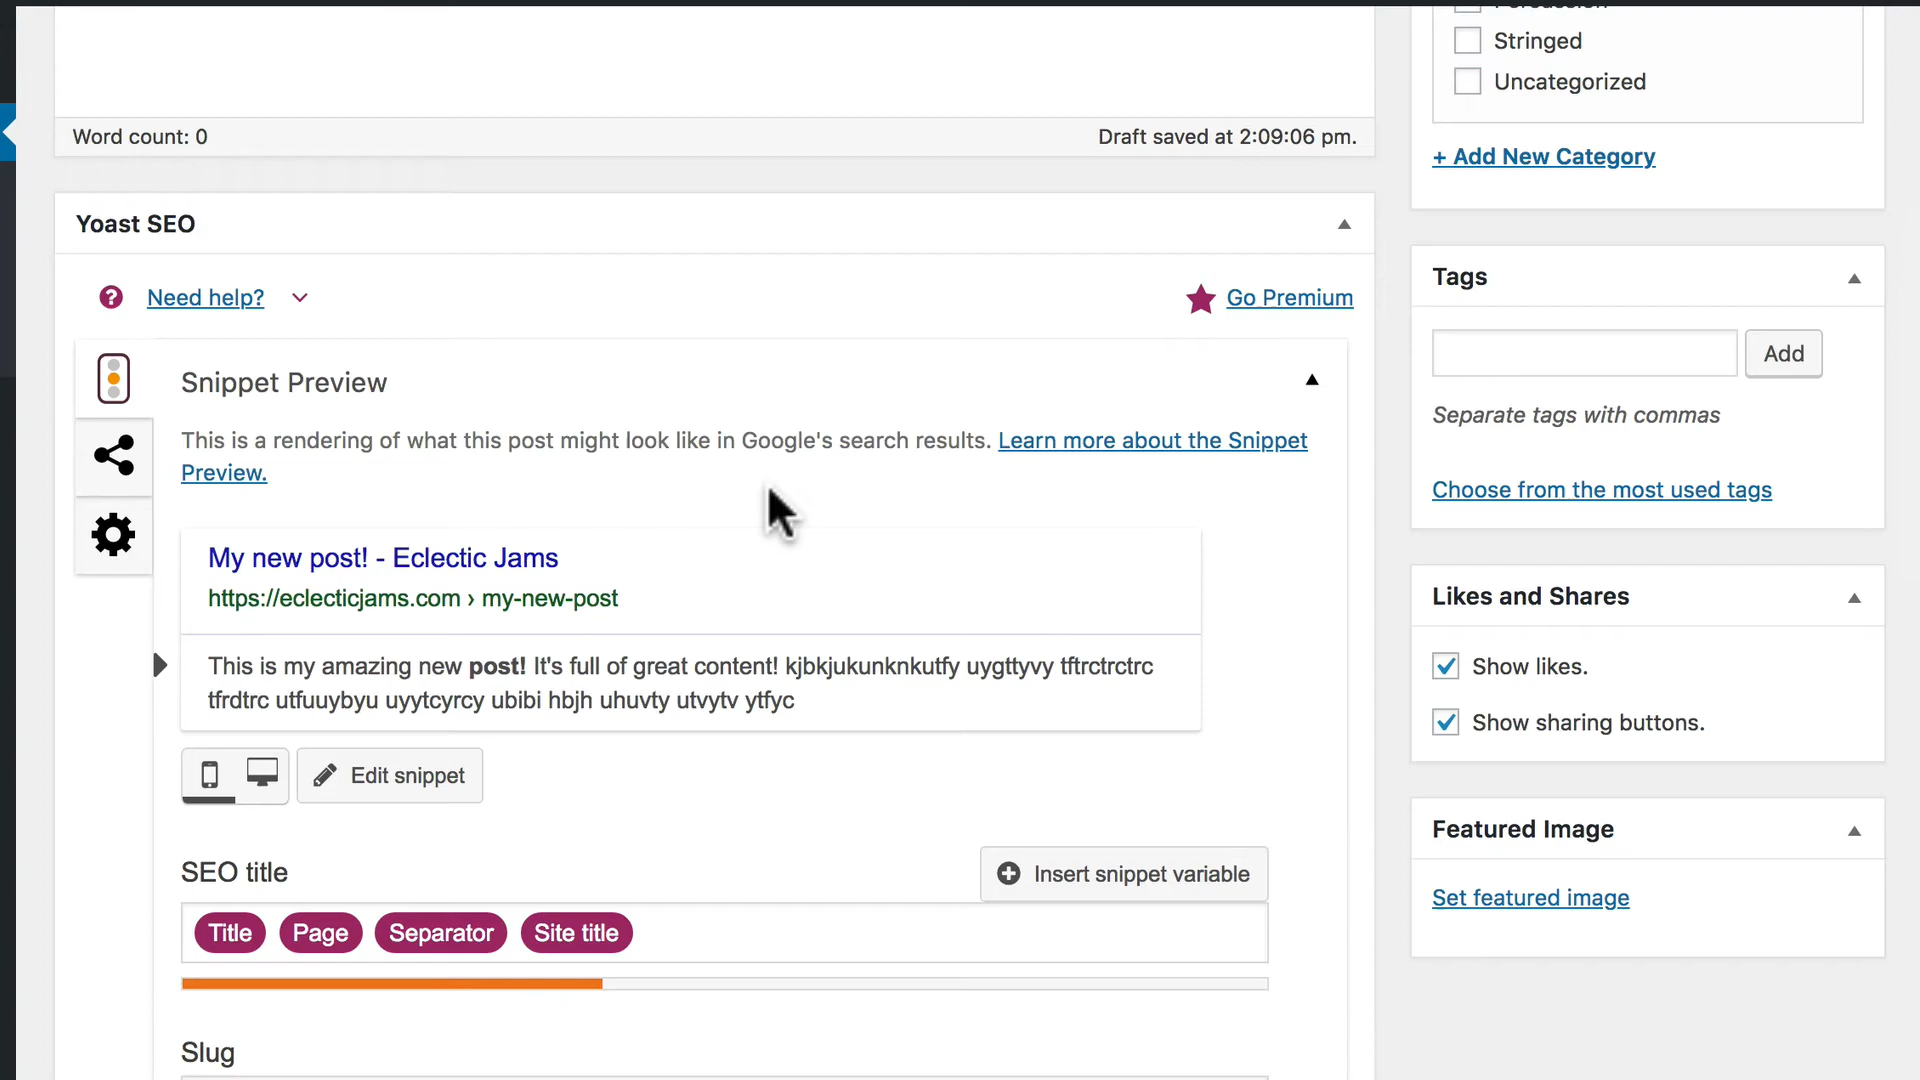 Stringed
Uncategorized
+ Add New Category
Word count: 0
Draft saved at 2:09:06 pm.
Yoast SEO
Need help?
Go Premium
Snippet Preview
This is a rendering of what this post might look like in Google's search results. Learn more about the Snippet
Preview.
My new post! - Eclectic Jams
https://eclecticjams.com › my-new-post
This is my amazing new post! It's full of great content! kjbkjukunknkutfy uygttyvy tftrctrctrc
tfrdtrc utfuuybyu uyytcyrcy ubibi hbjh uhuvty utvytv ytfyc
Edit snippet
SEO title
Insert snippet variable
Title Page Separator Site title
Slug
Tags
Add
Separate tags with commas
Choose from the most used tags
Likes and Shares
Show likes.
Show sharing buttons.
Featured Image
Set featured image